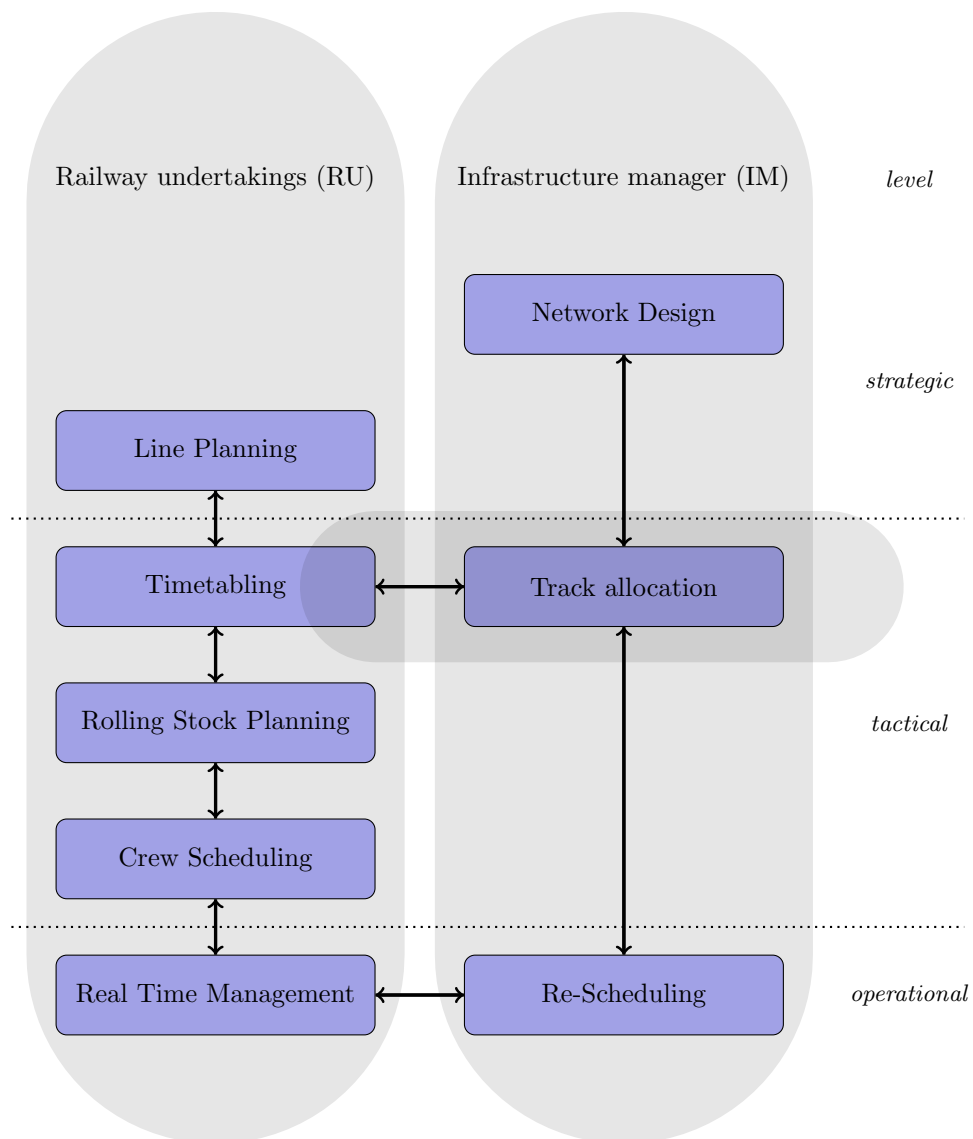 Railway undertakings (RU)
Infrastructure manager (IM)
level
Network Design
strategic
Line Planning
Timetabling
Track allocation
Rolling Stock Planning
tactical
Crew Scheduling
Real Time Management
Re-Scheduling
operational